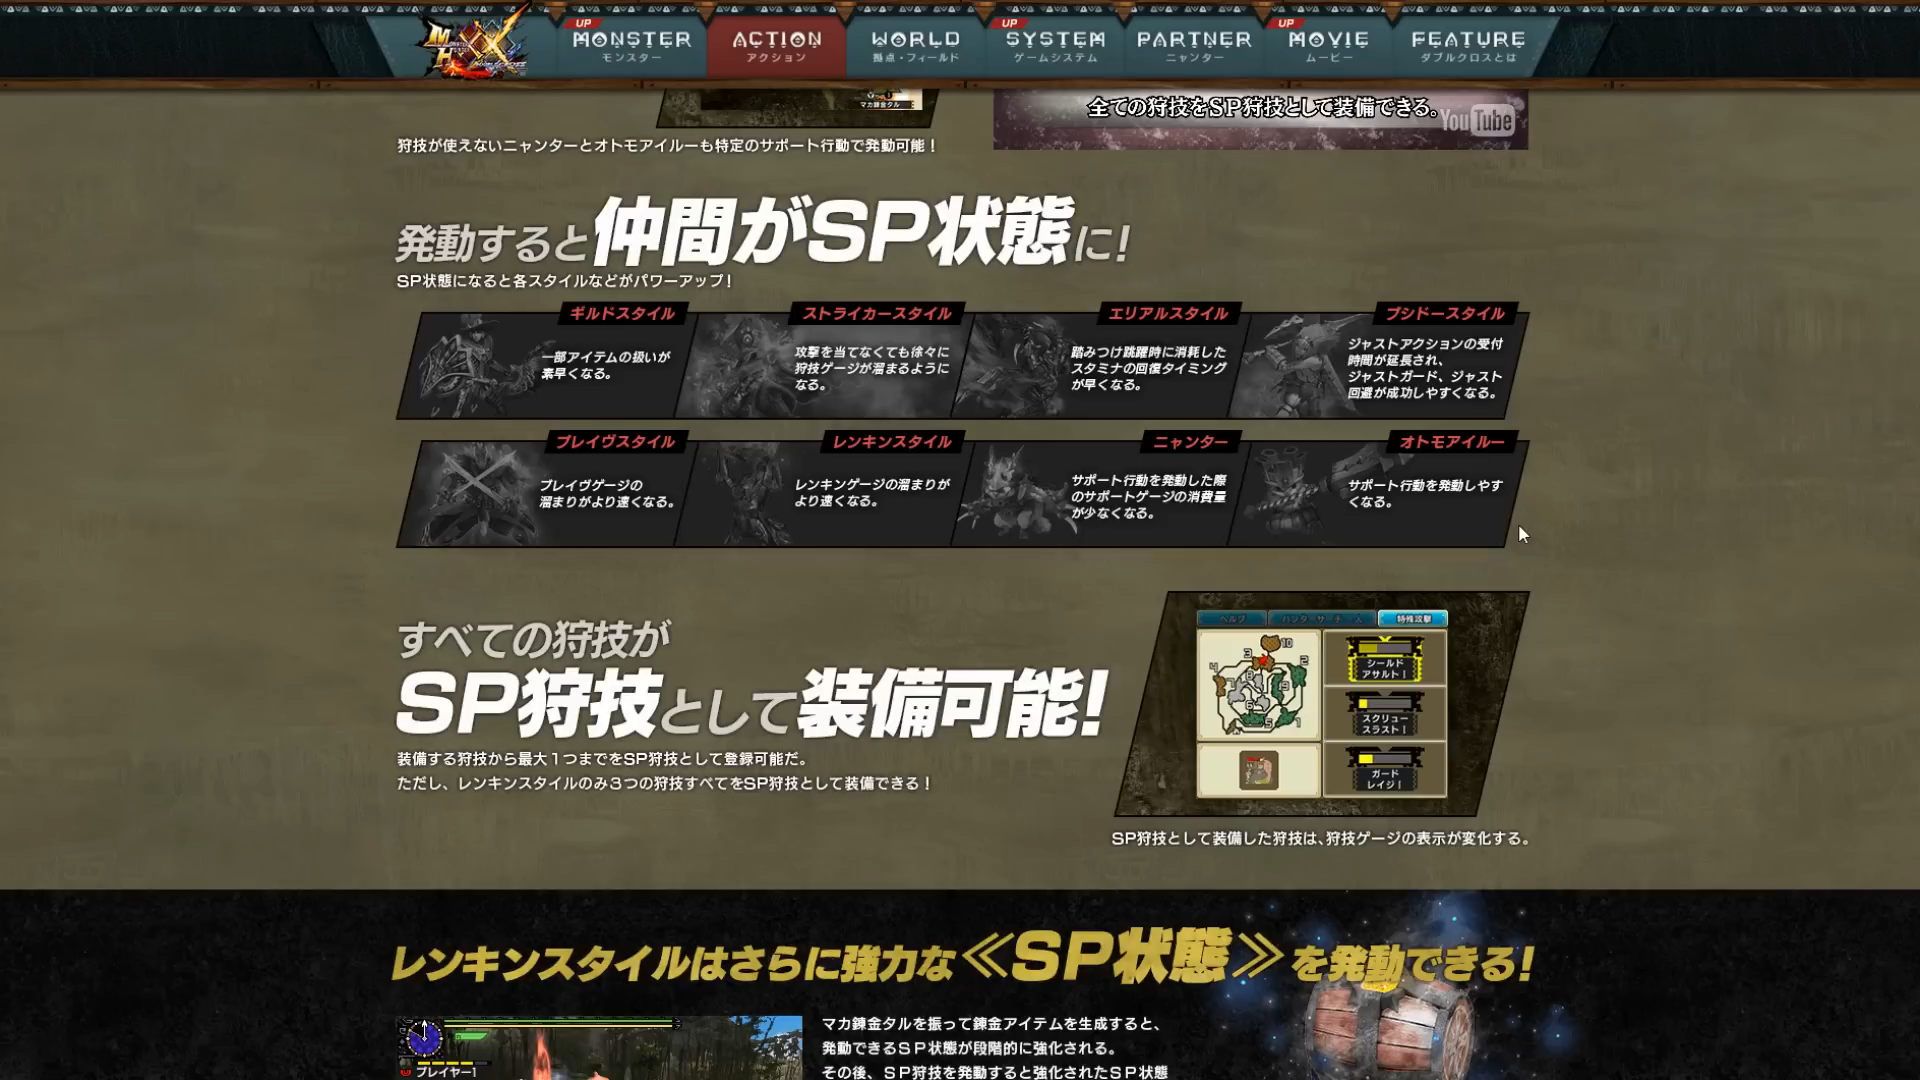 UP
MONSTER
モンスター
ACTION
アクション
WORLD
拠点・フィールド
UP
SYSTEM
ゲームシステム
PARTNER
ニャンター
UP
MOVIE
ムービー
FEATURE
ダブルクロスとは
マカ錬金タル
全ての狩技をSP狩技として装備できる。
YouTube
狩技が使えないニャンターとオトモアイルーも特定のサポート行動で発動可能！
発動すると仲間がSP状態に！
SP状態になると各スタイルなどがパワーアップ！
ギルドスタイル
一部アイテムの扱いが
素早くなる。
ストライカースタイル
攻撃を当てなくても徐々に
狩技ゲージが溜まるように
なる。
エリアルスタイル
踏みつけ跳躍時に消耗した
スタミナの回復タイミング
が早くなる。
ブシドースタイル
ジャストアクションの受付
時間が延長され、
ジャストガード、ジャスト
回避が成功しやすくなる。
ブレイヴスタイル
ブレイヴゲージの
溜まりがより速くなる。
レンキンスタイル
レンキンゲージの溜まりが
より速くなる。
ニャンター
サポート行動を発動した際
のサポートゲージの消費量
が少なくなる。
オトモアイルー
サポート行動を発動しやす
くなる。
すべての狩技が
SP狩技として装備可能！
装備する狩技から最大１つまでをSP狩技として登録可能だ。
ただし、レンキンスタイルのみ３つの狩技すべてをSP狩技として装備できる！
ヘルプ
特殊攻撃
シールド
アサルトⅠ
スクリュー
スラストⅠ
ガード
レイジⅠ
SP狩技として装備した狩技は、狩技ゲージの表示が変化する。
レンキンスタイルはさらに強力な≪SP状態≫を発動できる！
プレイヤー1
マカ錬金タルを振って錬金アイテムを生成すると、
発動できるＳＰ状態が段階的に強化される。
その後、ＳＰ狩技を発動すると強化されたＳＰ状態